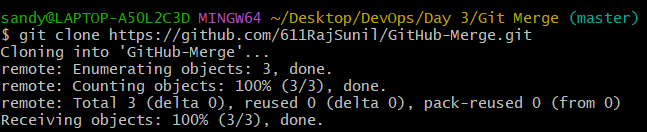 sandy@LAPTOP-A50L2C3D MINGW64 ~/Desktop/DevOps/Day 3/Git Merge (master)
$ git clone https://github.com/611RajSunil/GitHub-Merge.git
Cloning into 'GitHub-Merge'...
remote: Enumerating objects: 3, done.
remote: Counting objects: 100% (3/3), done.
remote: Total 3 (delta 0), reused 0 (delta 0), pack-reused 0 (from 0)
Receiving objects: 100% (3/3), done.